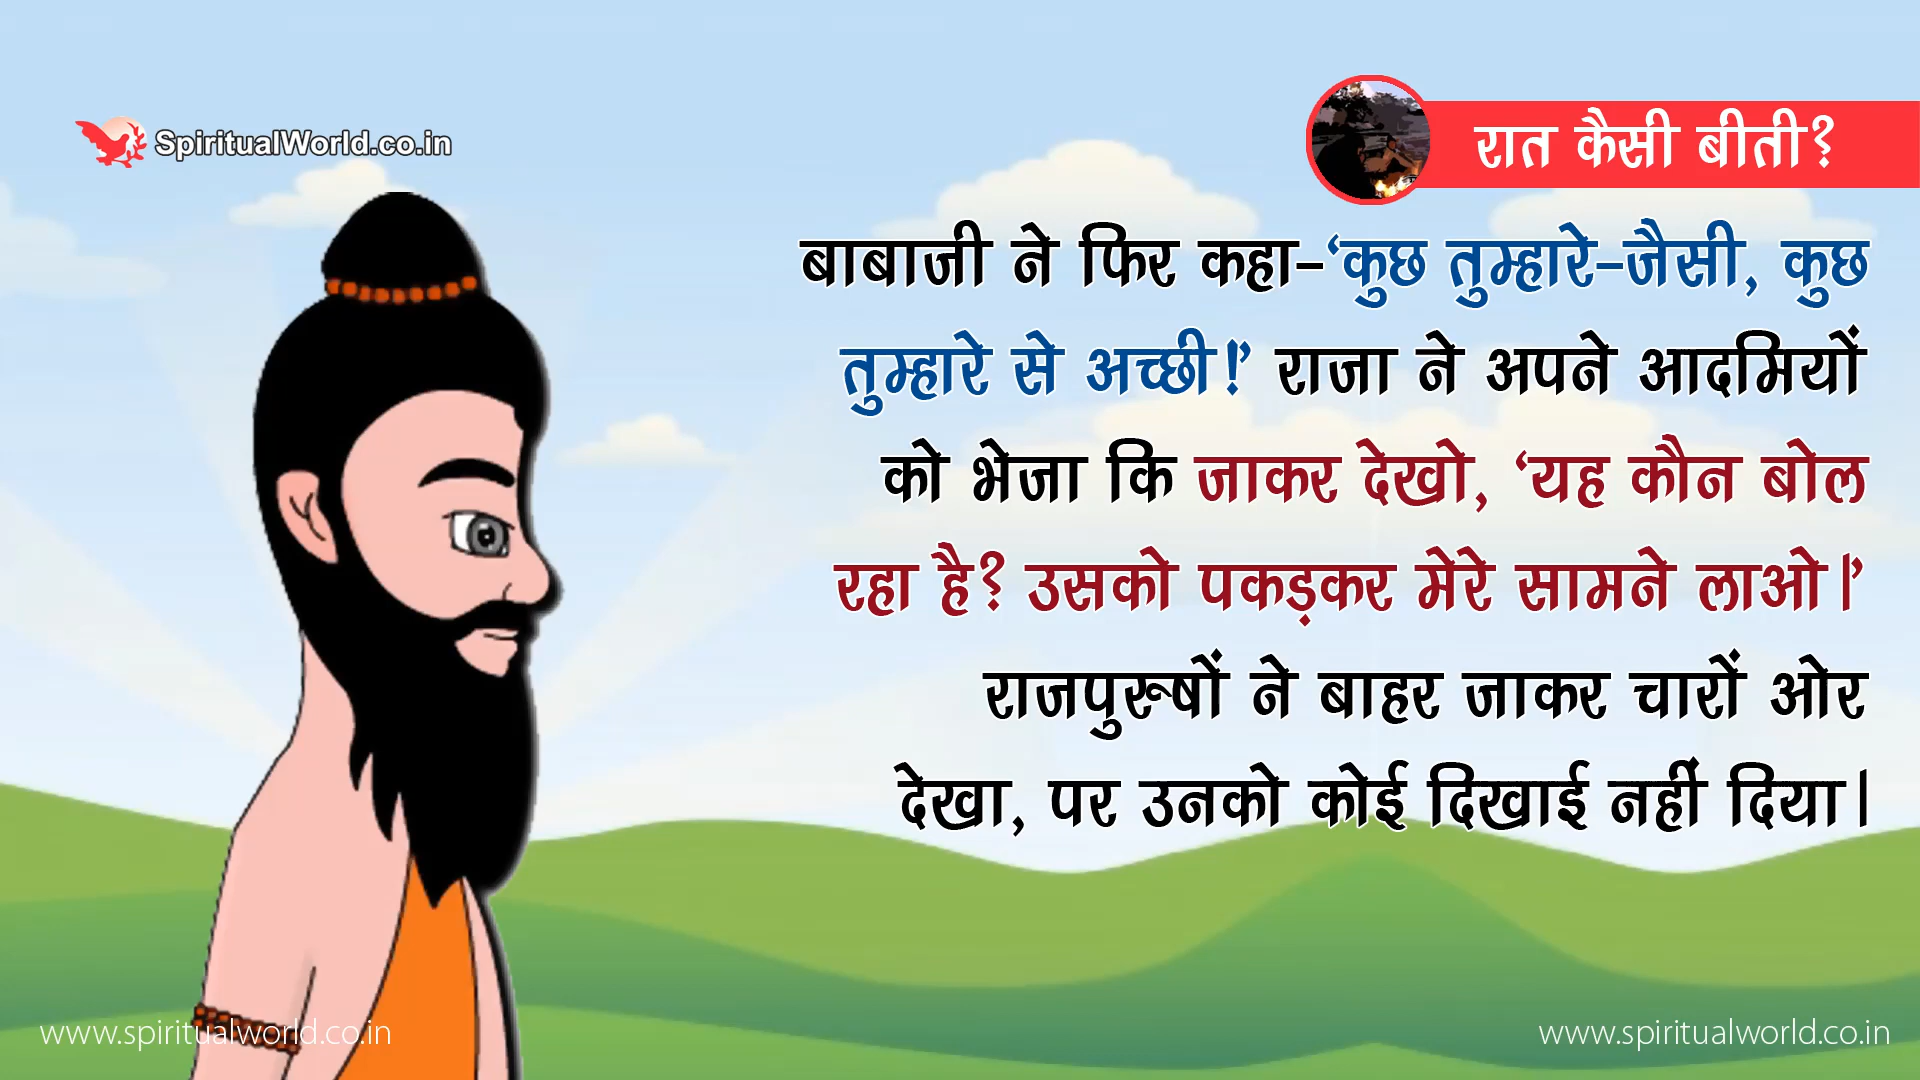 SpiritualWorld.co.in
रात कैसी बीती?
बाबाजी ने फिर कहा-‘कुछ तुम्हारे-जैसी, कुछ
तुम्हारे से अच्छी!’ राजा ने अपने आदमियों
को भेजा कि जाकर देखो, ‘यह कौन बोल
रहा है? उसको पकड़कर मेरे सामने लाओ।’
राजपुरूषों ने बाहर जाकर चारों ओर
देखा, पर उनको कोई दिखाई नहीं दिया।
www.spiritualworld.co.in
www.spiritualworld.co.in